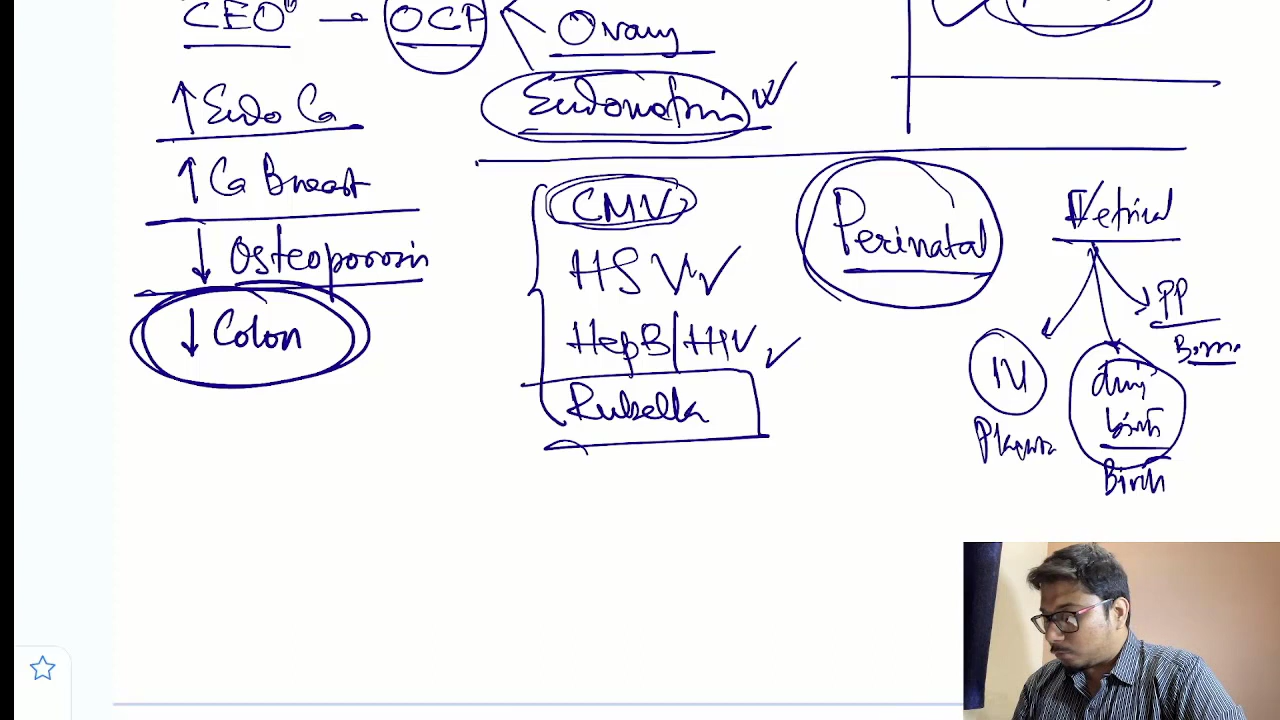 CEO → OCP
Ovary
Endometrium
↑ Endo Ca
↑ Ca Breast
↓ Osteoporosis
↓ Colon
CMV
HSV
HepB/HIV
Rubella
Perinatal
Vertical
IU
PP
during
birth
Birth